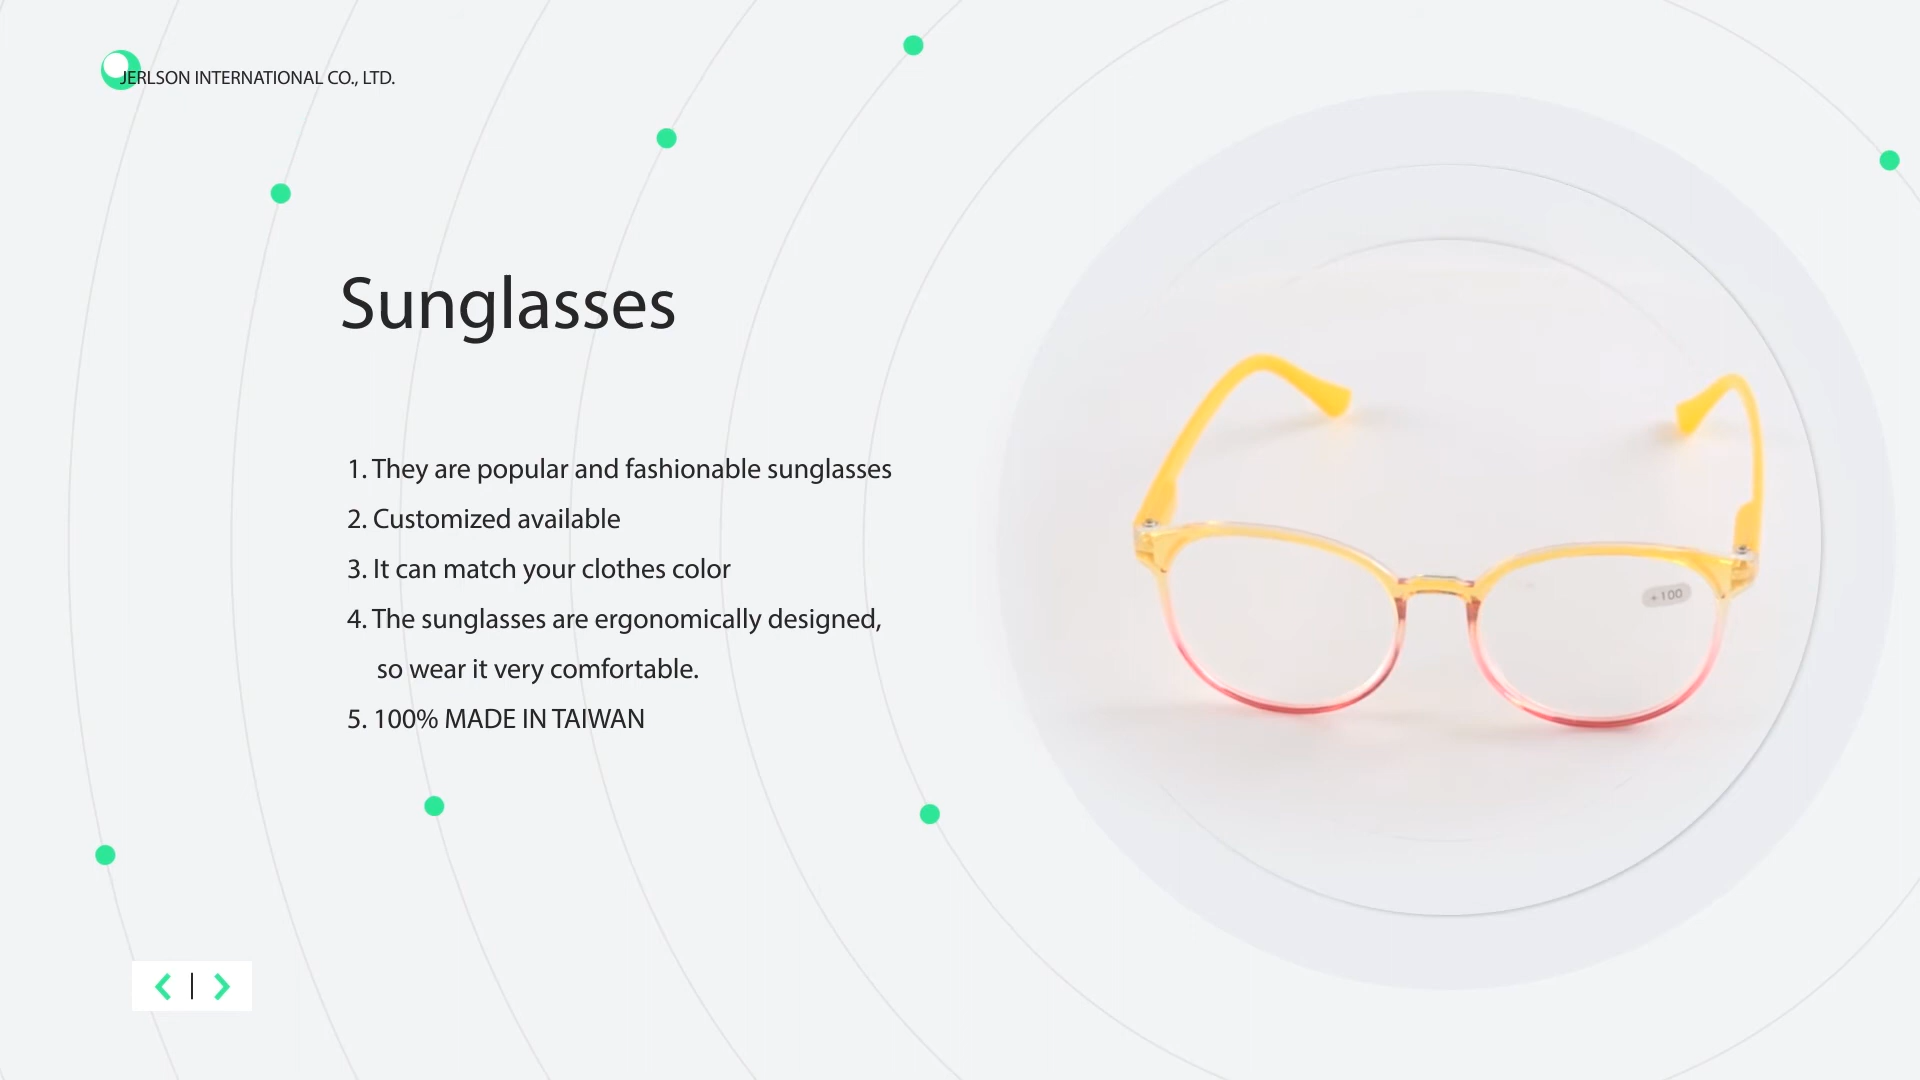 JERLSON INTERNATIONAL CO., LTD.
Sunglasses
1. They are popular and fashionable sunglasses
2. Customized available
3. It can match your clothes color
4. The sunglasses are ergonomically designed,
so wear it very comfortable.
5. 100% MADE IN TAIWAN
+100